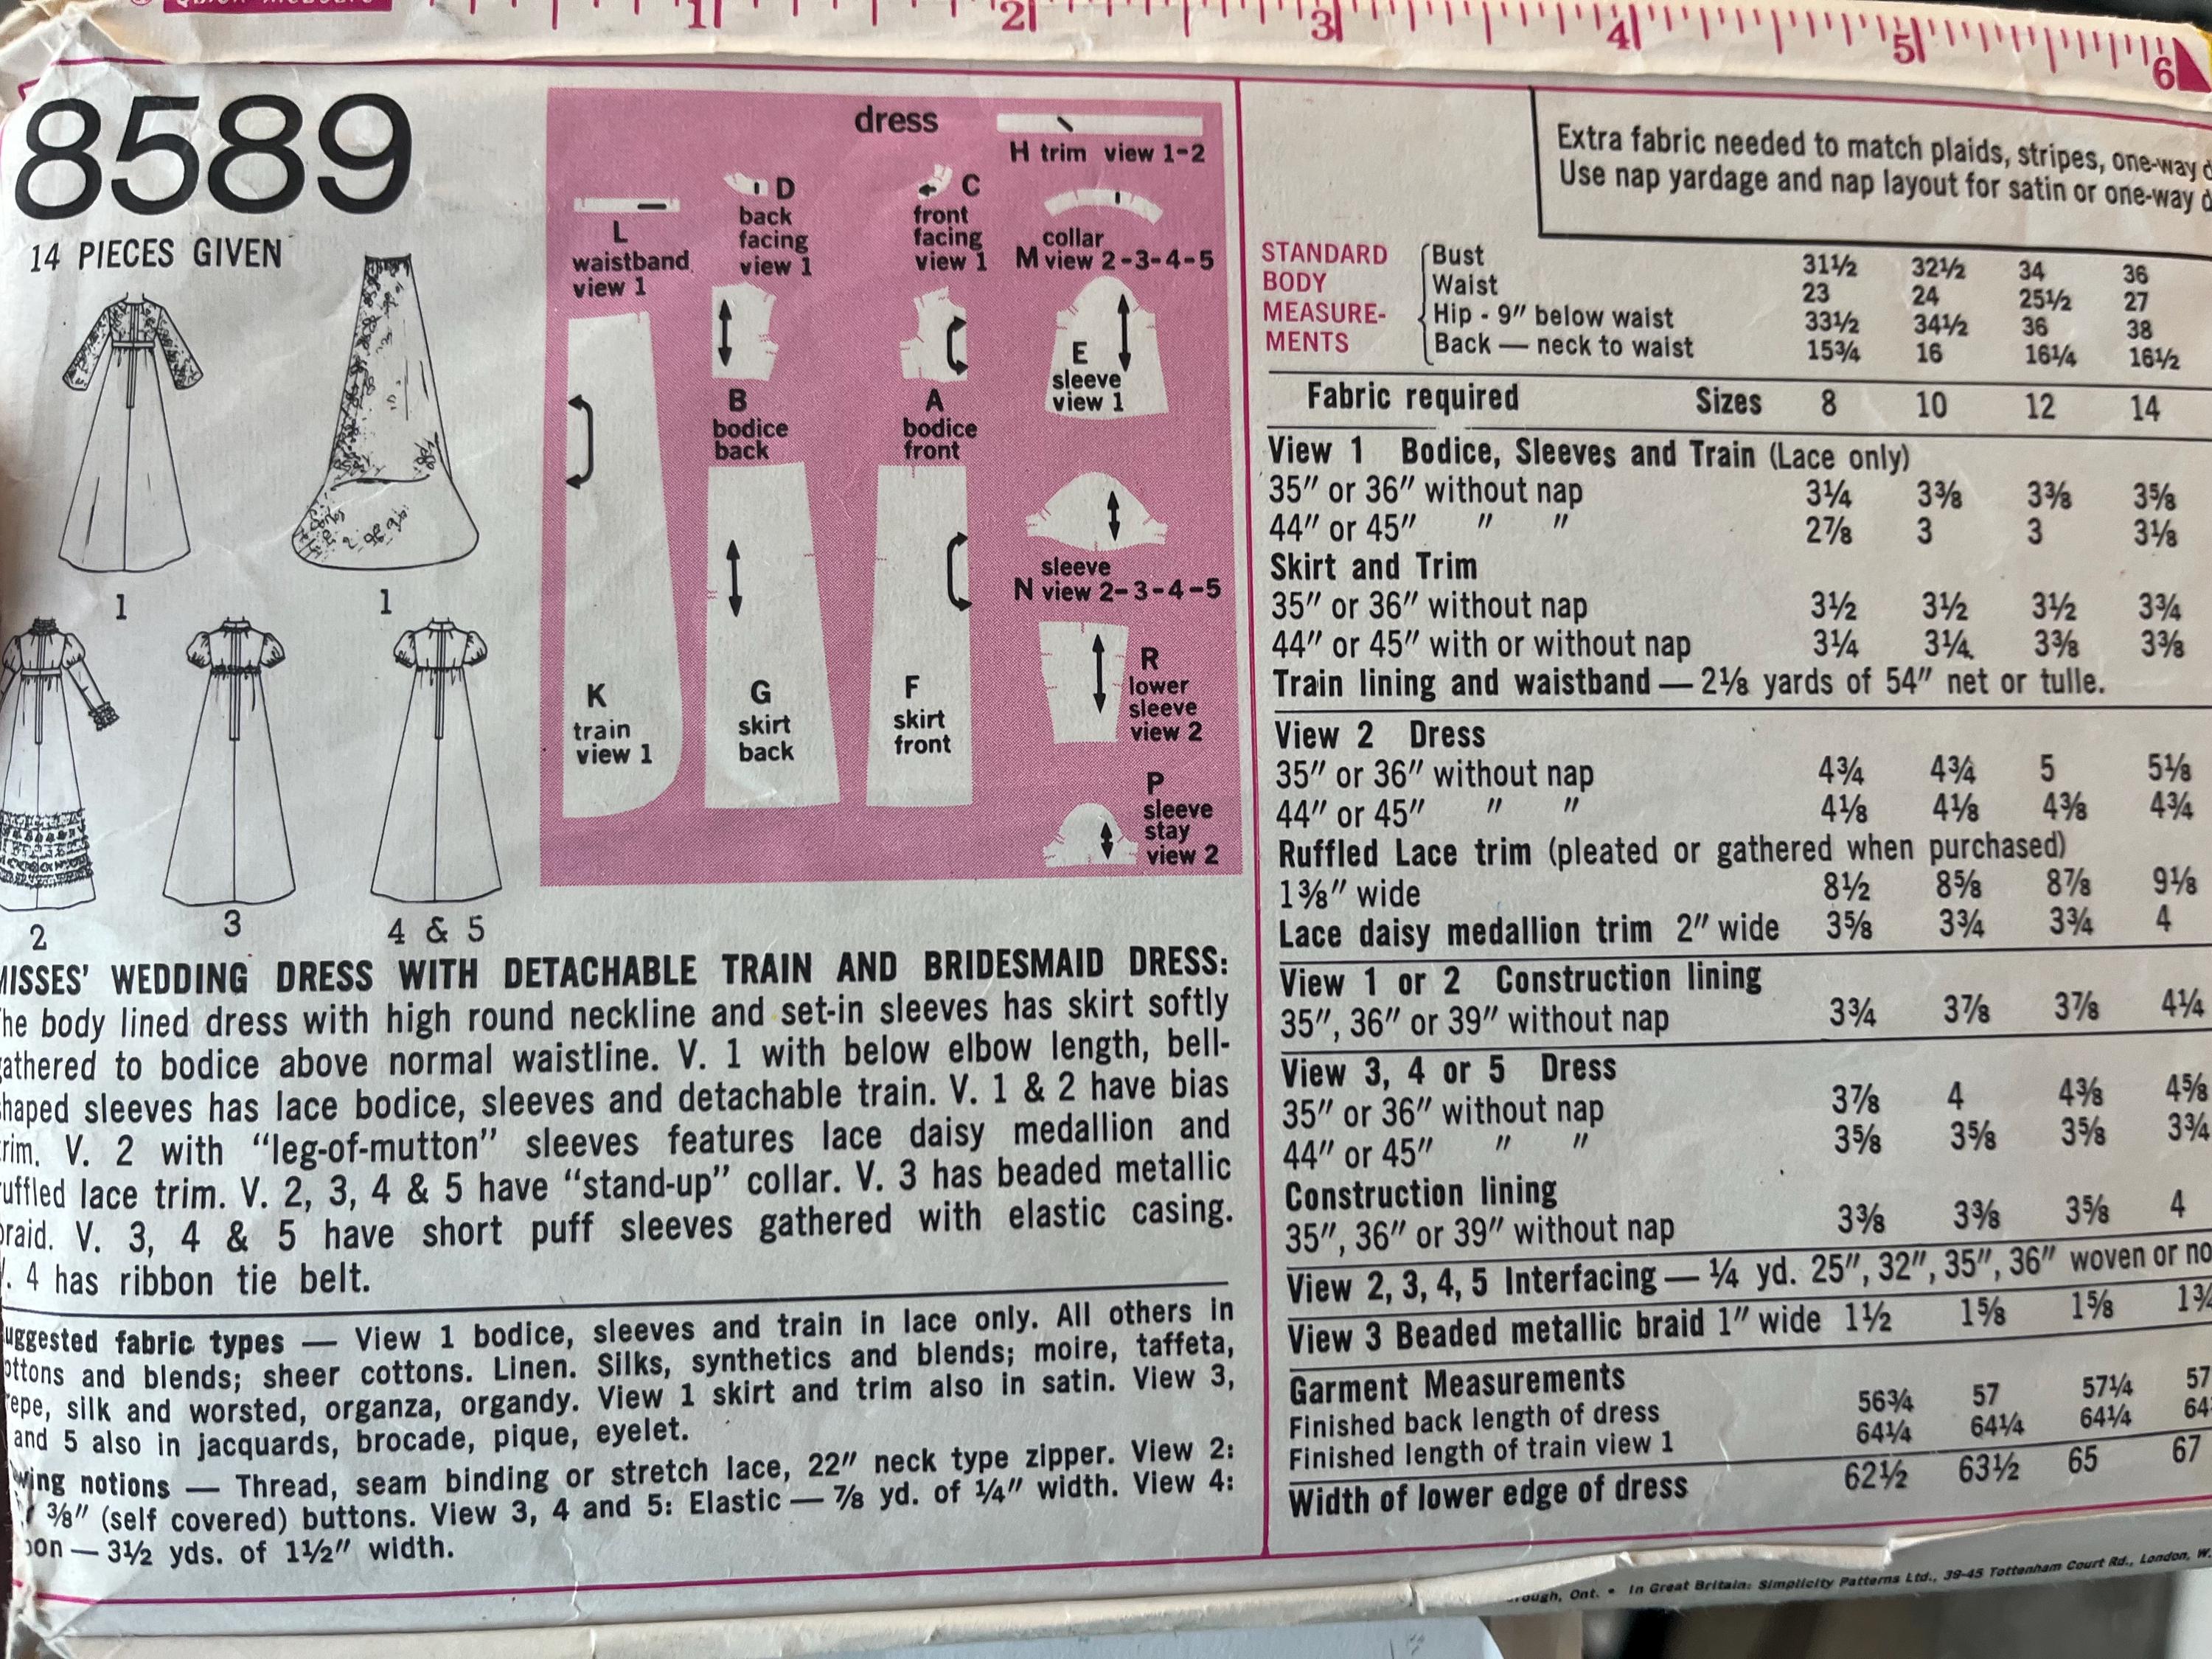 1 2 3 4 5 6
8589
14 PIECES GIVEN
1
1
2
3
4 & 5
dress
H trim view 1-2
L
waistband
view 1
D
back
facing
view 1
C
front
facing
view 1
collar
M view 2-3-4-5
B
bodice
back
A
bodice
front
E
sleeve
view 1
sleeve
N view 2-3-4-5
K
train
view 1
G
skirt
back
F
skirt
front
R
lower
sleeve
view 2
P
sleeve
stay
view 2
WEDDING DRESS WITH DETACHABLE TRAIN AND BRIDESMAID DRESS:
body lined dress with high round neckline and set-in sleeves has skirt softly
to bodice above normal waistline. V. 1 with below elbow length, bell-
sleeves has lace bodice, sleeves and detachable train. V. 1 & 2 have bias
V. 2 with “leg-of-mutton” sleeves features lace daisy medallion and
lace trim. V. 2, 3, 4 & 5 have “stand-up” collar. V. 3 has beaded metallic
V. 3, 4 & 5 have short puff sleeves gathered with elastic casing.
4 has ribbon tie belt.
fabric types — View 1 bodice, sleeves and train in lace only. All others in
and blends; sheer cottons. Linen. Silks, synthetics and blends; moire, taffeta,
silk and worsted, organza, organdy. View 1 skirt and trim also in satin. View 3,
and 5 also in jacquards, brocade, pique, eyelet.
notions — Thread, seam binding or stretch lace, 22″ neck type zipper. View 2:
3/8″ (self covered) buttons. View 3, 4 and 5: Elastic — 7/8 yd. of 1/4″ width. View 4:
— 3½ yds. of 1½″ width.
Extra fabric needed to match plaids, stripes, one-way
Use nap yardage and nap layout for satin or one-way
STANDARD BODY MEASURE-MENTS
Bust 31½ 32½ 34 36
Waist 23 24 25½ 27
Hip - 9″ below waist 33½ 34½ 36 38
Back — neck to waist 15¾ 16 16¼ 16½
Fabric required Sizes 8 10 12 14
View 1 Bodice, Sleeves and Train (Lace only)
35″ or 36″ without nap 3¼ 3⅜ 3⅜ 3⅝
44″ or 45″ ″ ″ 2⅞ 3 3 3⅛
Skirt and Trim
35″ or 36″ without nap 3½ 3½ 3½ 3¾
44″ or 45″ with or without nap 3¼ 3¼ 3⅜ 3⅜
Train lining and waistband — 2⅛ yards of 54″ net or tulle.
View 2 Dress
35″ or 36″ without nap 4¾ 4¾ 5 5⅛
44″ or 45″ ″ ″ 4⅛ 4⅛ 4⅜ 4¾
Ruffled Lace trim (pleated or gathered when purchased)
1⅜″ wide 8½ 8⅝ 8⅞ 9⅛
Lace daisy medallion trim 2″ wide 3⅝ 3¾ 3¾ 4
View 1 or 2 Construction lining
35″, 36″ or 39″ without nap 3¾ 3⅞ 3⅞ 4¼
View 3, 4 or 5 Dress
35″ or 36″ without nap 3⅞ 4 4⅜ 4⅝
44″ or 45″ ″ ″ 3⅝ 3⅝ 3⅝ 3¾
Construction lining
35″, 36″ or 39″ without nap 3⅜ 3⅜ 3⅝ 4
View 2, 3, 4, 5 Interfacing — ¼ yd. 25″, 32″, 35″, 36″ woven or
View 3 Beaded metallic braid 1″ wide 1½ 1⅝ 1⅝
Garment Measurements
Finished back length of dress 56¾ 57 57¼ 57
Finished length of train view 1 64¼ 64¼ 64¼ 64
Width of lower edge of dress 62½ 63½ 65 67
Ont. • In Great Britain: Simplicity Patterns Ltd., 39-45 Tottenham Court Rd., London, W.